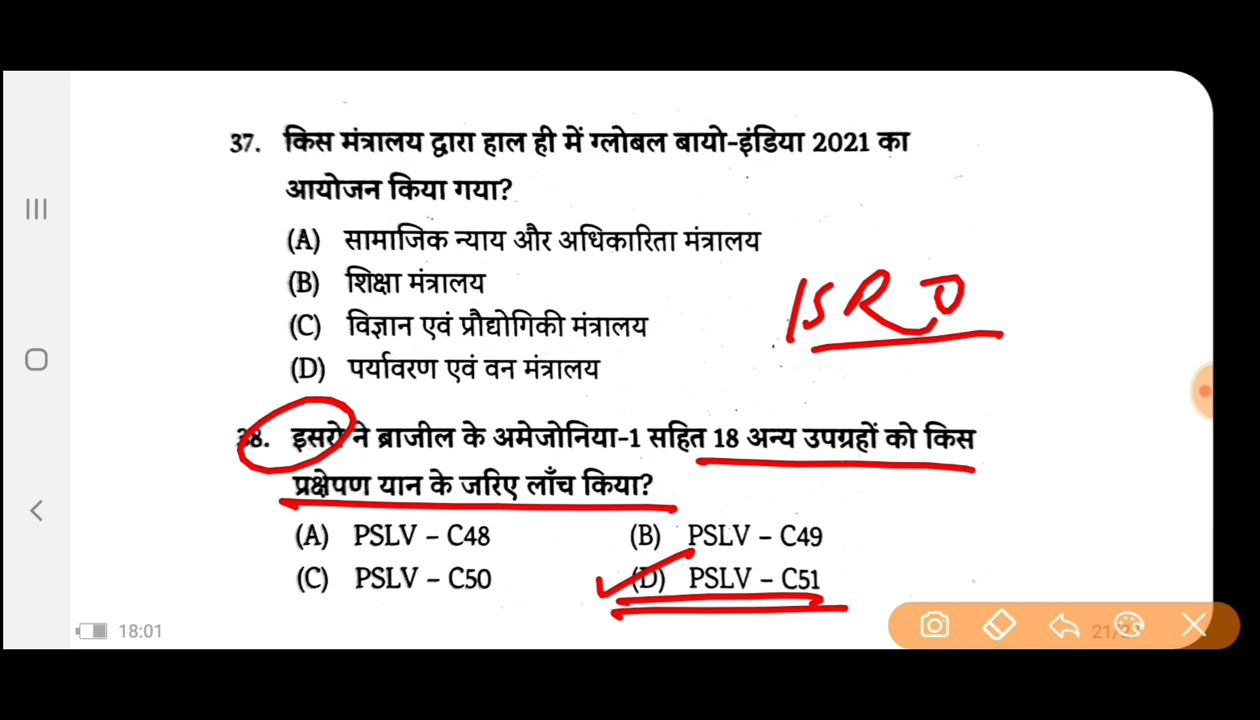 37. किस मंत्रालय द्वारा हाल ही में ग्लोबल बायो-इंडिया 2021 का
आयोजन किया गया?
(A) सामाजिक न्याय और अधिकारिता मंत्रालय
(B) शिक्षा मंत्रालय
(C) विज्ञान एवं प्रौद्योगिकी मंत्रालय
(D) पर्यावरण एवं वन मंत्रालय
ISRO
38. इसरो ने ब्राजील के अमेजोनिया-1 सहित 18 अन्य उपग्रहों को किस
प्रक्षेपण यान के जरिए लाँच किया?
(A) PSLV – C48 (B) PSLV – C49
(C) PSLV – C50 (D) PSLV – C51
18:01